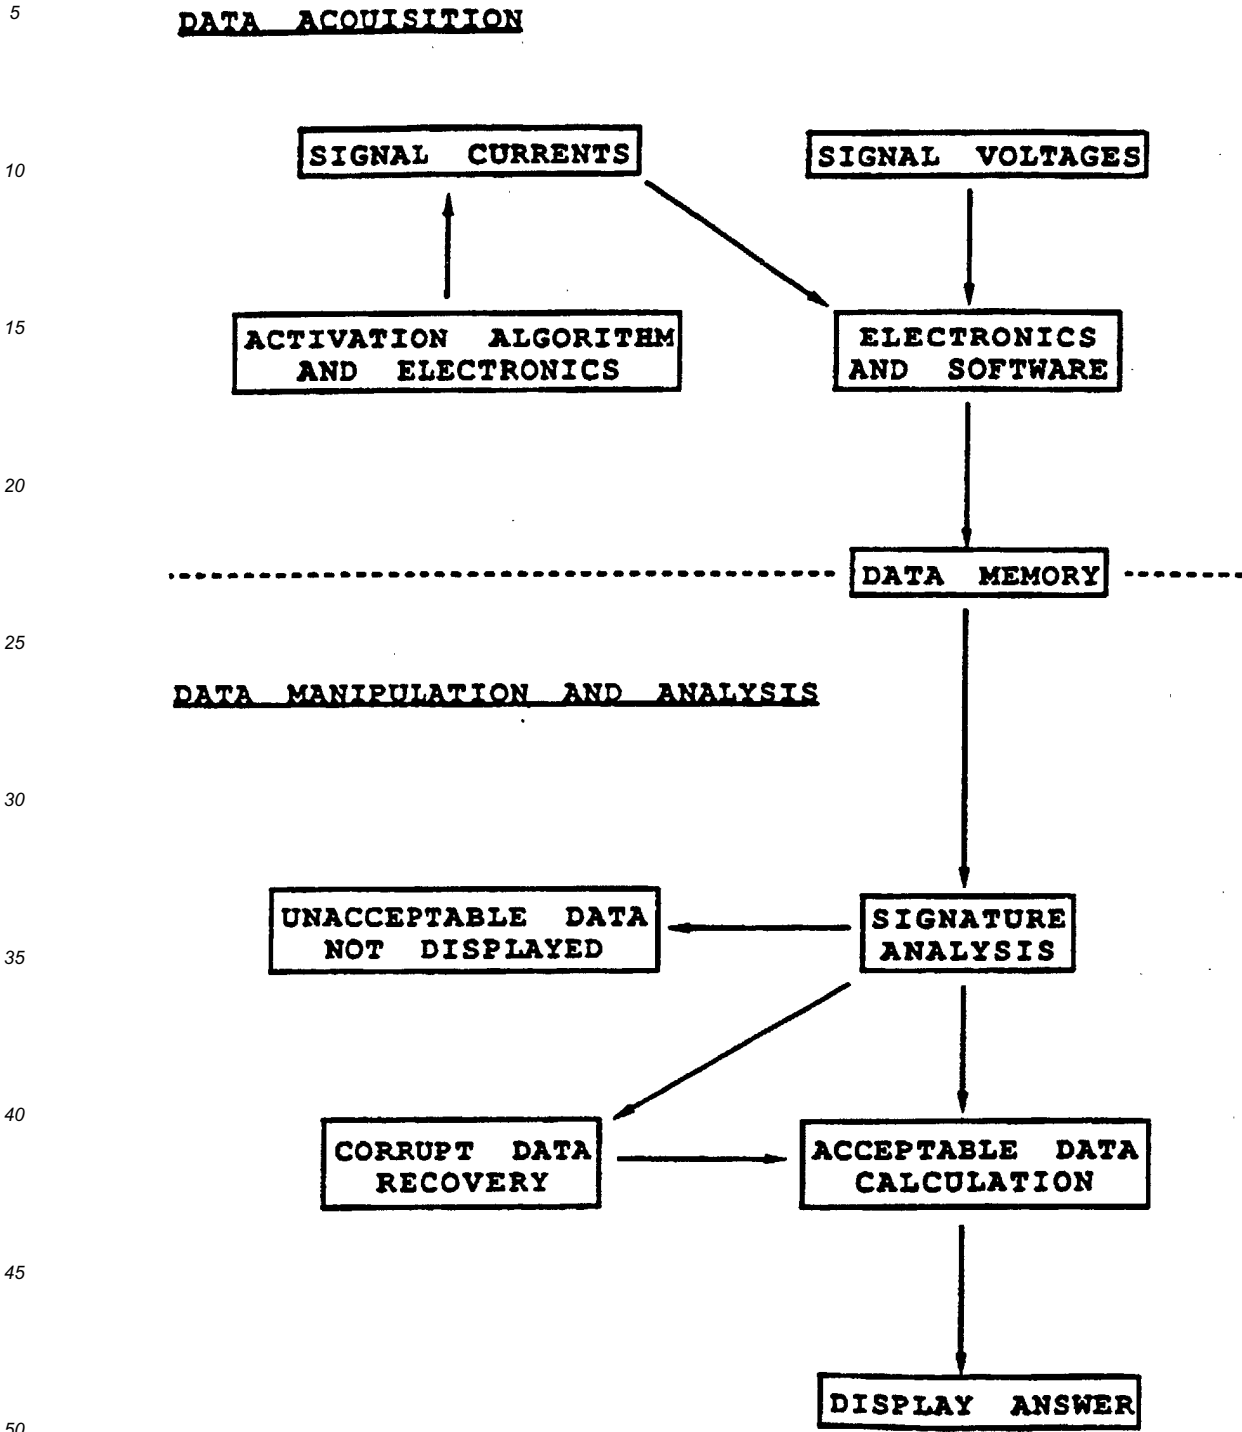 5
DATA ACQUISITION
SIGNAL CURRENTS
SIGNAL VOLTAGES
10
15
ACTIVATION ALGORITHM
AND ELECTRONICS
ELECTRONICS
AND SOFTWARE
20
DATA MEMORY
25
DATA MANIPULATION AND ANALYSIS
30
UNACCEPTABLE DATA
NOT DISPLAYED
SIGNATURE
ANALYSIS
35
40
CORRUPT DATA
RECOVERY
ACCEPTABLE DATA
CALCULATION
45
DISPLAY ANSWER
50